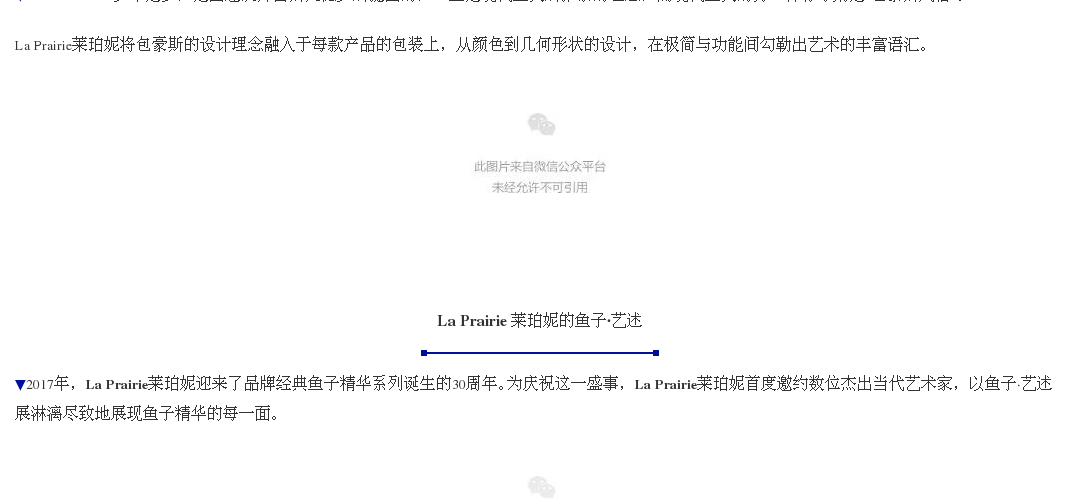 La Prairie莱珀妮将包豪斯的设计理念融入于每款产品的包装上，从颜色到几何形状的设计，在极简与功能间勾勒出艺术的丰富语汇。
此图片来自微信公众平台
未经允许不可引用
La Prairie 莱珀妮的鱼子·艺述
▼2017年，La Prairie莱珀妮迎来了品牌经典鱼子精华系列诞生的30周年。为庆祝这一盛事，La Prairie莱珀妮首度邀约数位杰出当代艺术家，以鱼子·艺述
展淋漓尽致地展现鱼子精华的每一面。